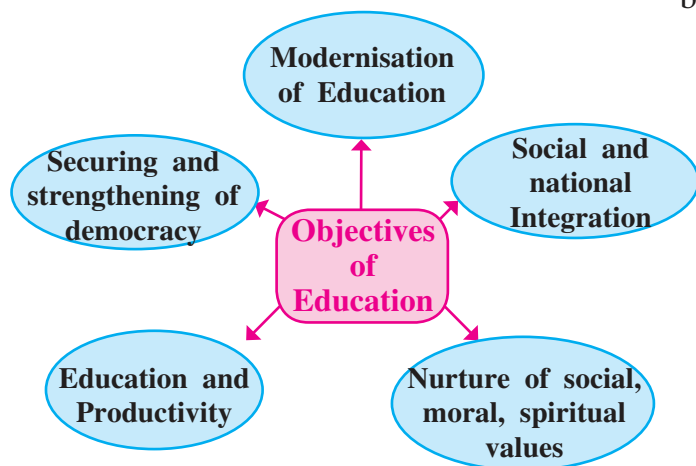 b
Modernisation
of Education
Securing and
strengthening of
democracy
Social and
national
Integration
Objectives
of
Education
Education and
Productivity
Nurture of social,
moral, spiritual
values